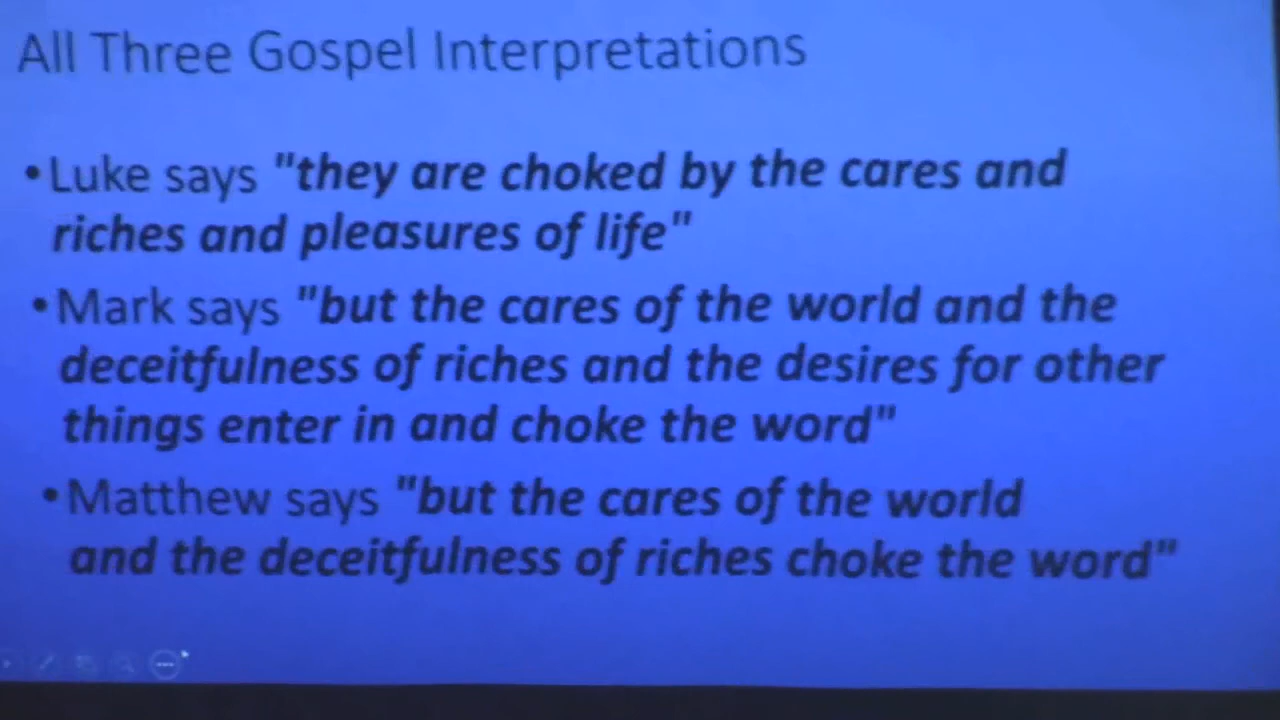 All Three Gospel Interpretations
•Luke says "they are choked by the cares and
riches and pleasures of life"
•Mark says "but the cares of the world and the
deceitfulness of riches and the desires for other
things enter in and choke the word"
•Matthew says "but the cares of the world
and the deceitfulness of riches choke the word"